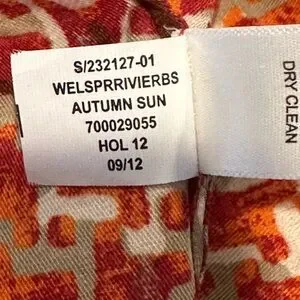 S/232127-01
WELSPRRIVIERBS
AUTUMN SUN
700029055
HOL 12
09/12
DRY CLEAN